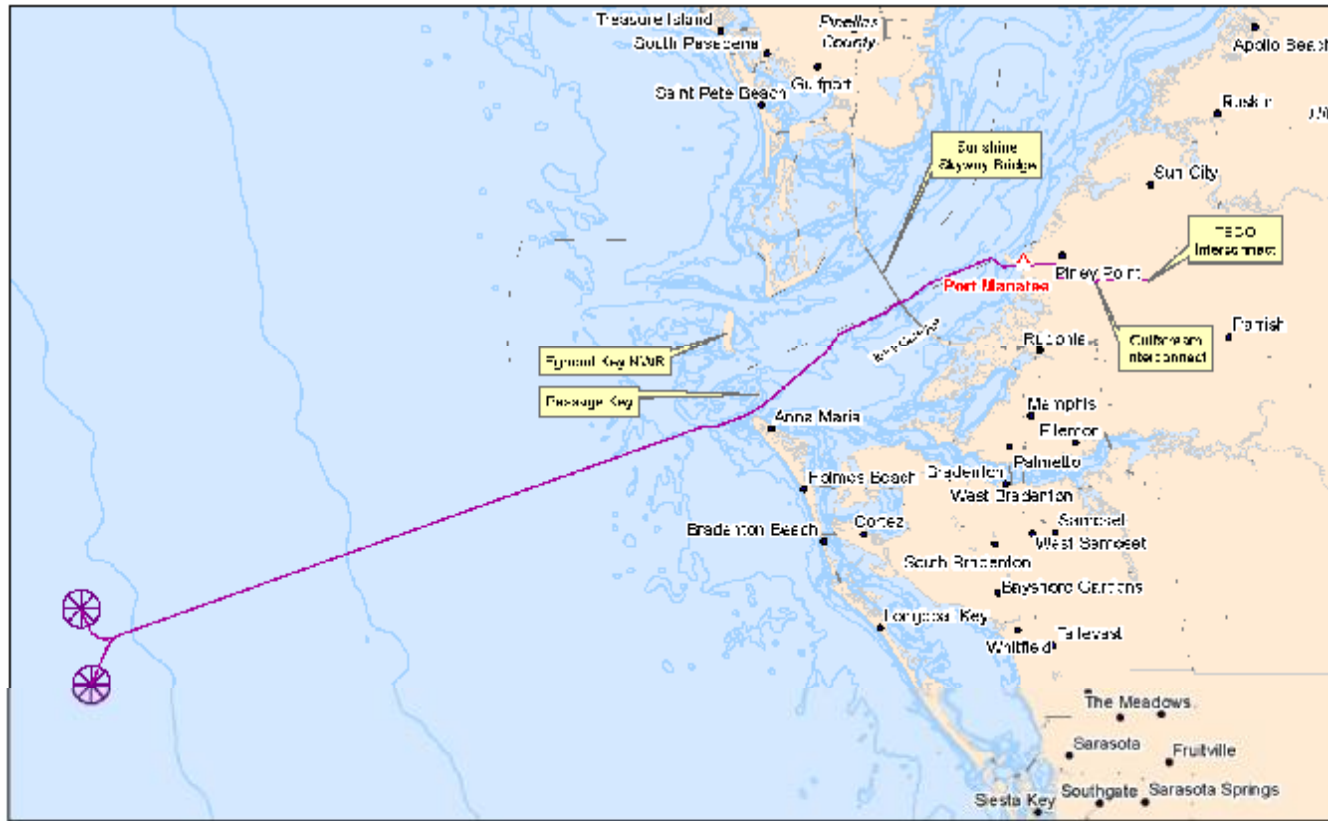 Treasure Island
Pinellas
County
South Pasadena
Apollo Beach
Gulfport
Saint Pete Beach
Ruskin
Sunshine
Skyway Bridge
Sun City
TECO
Interconnect
Piney Point
Port Manatee
Parrish
Rubonia
Gulfstream
Interconnect
Egmont Key NWR
Passage Key
Memphis
Anna Maria
Ellenton
Palmetto
Bradenton
Holmes Beach
West Bradenton
Bradenton Beach
Cortez
Samoset
West Samoset
South Bradenton
Bayshore Gardens
Longboat Key
Tallevast
Whitfield
The Meadows
Sarasota
Fruitville
Siesta Key
Southgate
Sarasota Springs